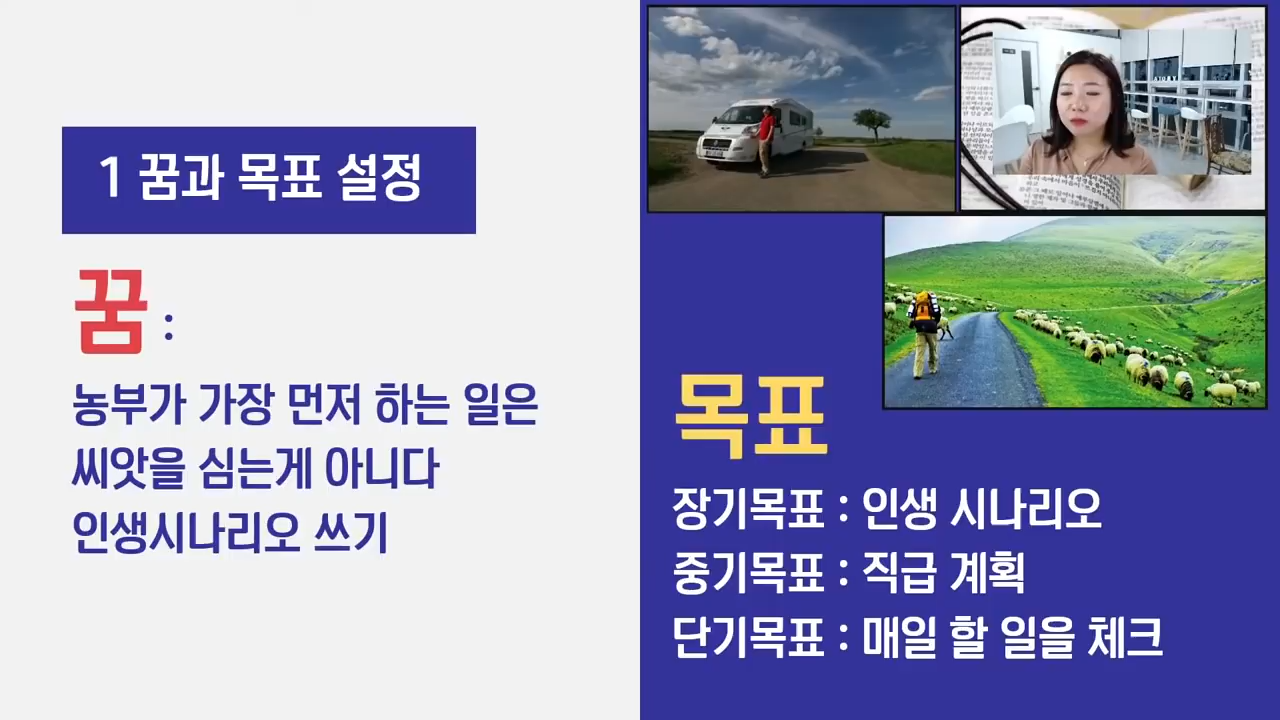 1 꿈과 목표 설정
꿈 :
농부가 가장 먼저 하는 일은
씨앗을 심는게 아니다
인생시나리오 쓰기
목표
장기목표 : 인생 시나리오
중기목표 : 직급 계획
단기목표 : 매일 할 일을 체크